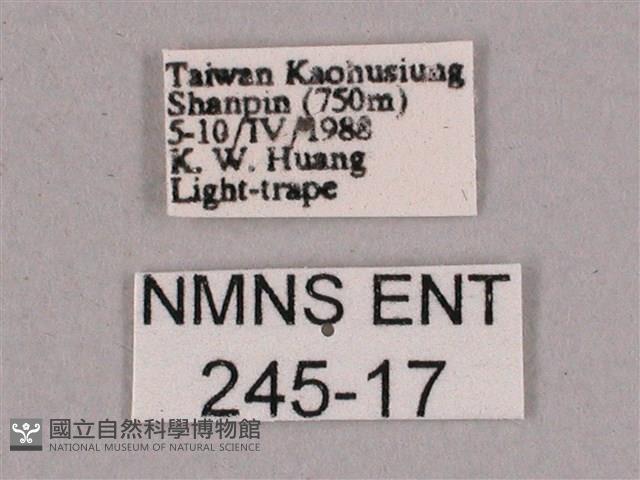 Taiwan Kaohusiung
Shanpin (750m)
5-10/IV/1988
K. W. Huang
Light-trape
NMNS ENT
245-17
國立自然科學博物館
NATIONAL MUSEUM OF NATURAL SCIENCE